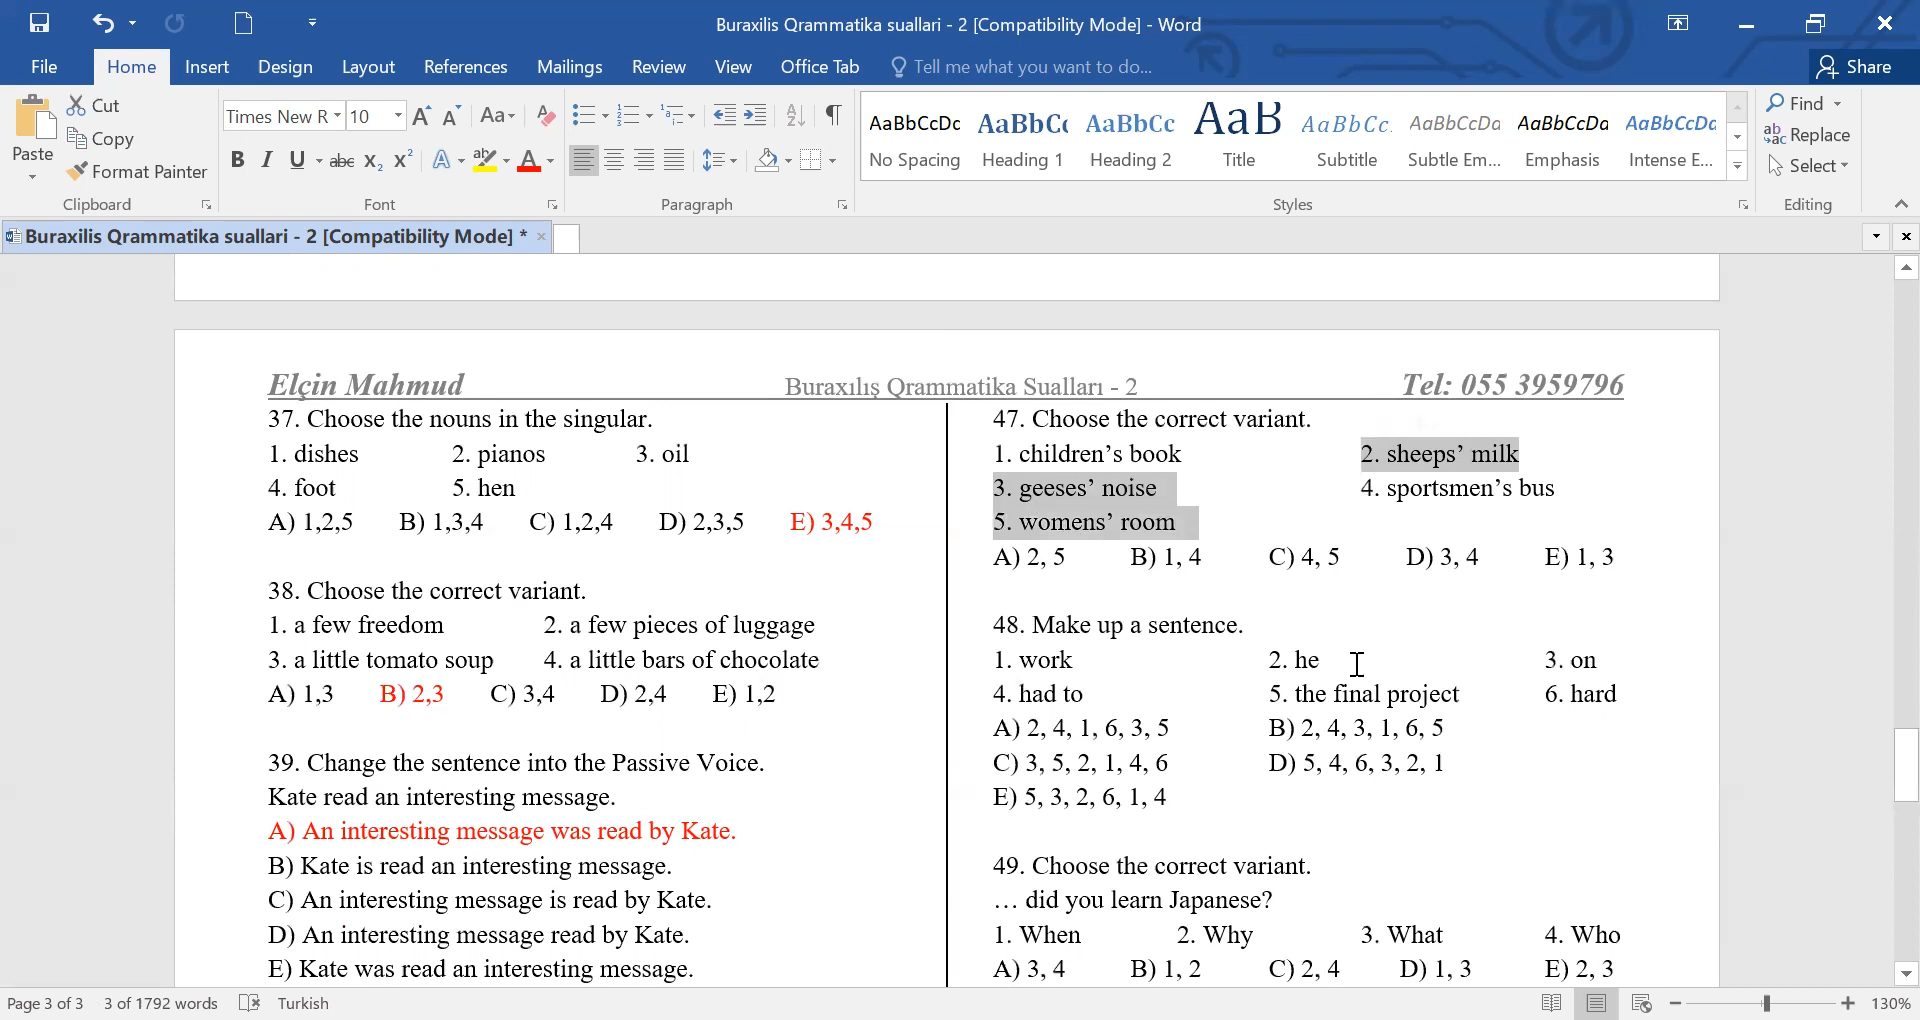 Buraxilis Qrammatika suallari - 2 [Compatibility Mode] - Word
File Home Insert Design Layout References Mailings Review View Office Tab Tell me what you want to do... Share
Paste Cut Copy Format Painter
Clipboard
Times New R 10
Font
Paragraph
AaBbCcDc AaBbCc AaBbCc AaB AaBbCc. AaBbCcDd AaBbCcDd AaBbCcDd
No Spacing Heading 1 Heading 2 Title Subtitle Subtle Em... Emphasis Intense E...
Styles
Find
Replace
Select
Editing
Buraxilis Qrammatika suallari - 2 [Compatibility Mode] *
Elçin Mahmud Buraxılış Qrammatika Sualları - 2 Tel: 055 3959796
37. Choose the nouns in the singular.
1. dishes 2. pianos 3. oil
4. foot 5. hen
A) 1,2,5 B) 1,3,4 C) 1,2,4 D) 2,3,5 E) 3,4,5
38. Choose the correct variant.
1. a few freedom 2. a few pieces of luggage
3. a little tomato soup 4. a little bars of chocolate
A) 1,3 B) 2,3 C) 3,4 D) 2,4 E) 1,2
39. Change the sentence into the Passive Voice.
Kate read an interesting message.
A) An interesting message was read by Kate.
B) Kate is read an interesting message.
C) An interesting message is read by Kate.
D) An interesting message read by Kate.
E) Kate was read an interesting message.
47. Choose the correct variant.
1. children’s book 2. sheeps’ milk
3. geeses’ noise 4. sportsmen’s bus
5. womens’ room
A) 2, 5 B) 1, 4 C) 4, 5 D) 3, 4 E) 1, 3
48. Make up a sentence.
1. work 2. he 3. on
4. had to 5. the final project 6. hard
A) 2, 4, 1, 6, 3, 5 B) 2, 4, 3, 1, 6, 5
C) 3, 5, 2, 1, 4, 6 D) 5, 4, 6, 3, 2, 1
E) 5, 3, 2, 6, 1, 4
49. Choose the correct variant.
… did you learn Japanese?
1. When 2. Why 3. What 4. Who
A) 3, 4 B) 1, 2 C) 2, 4 D) 1, 3 E) 2, 3
Page 3 of 3 3 of 1792 words Turkish 130%